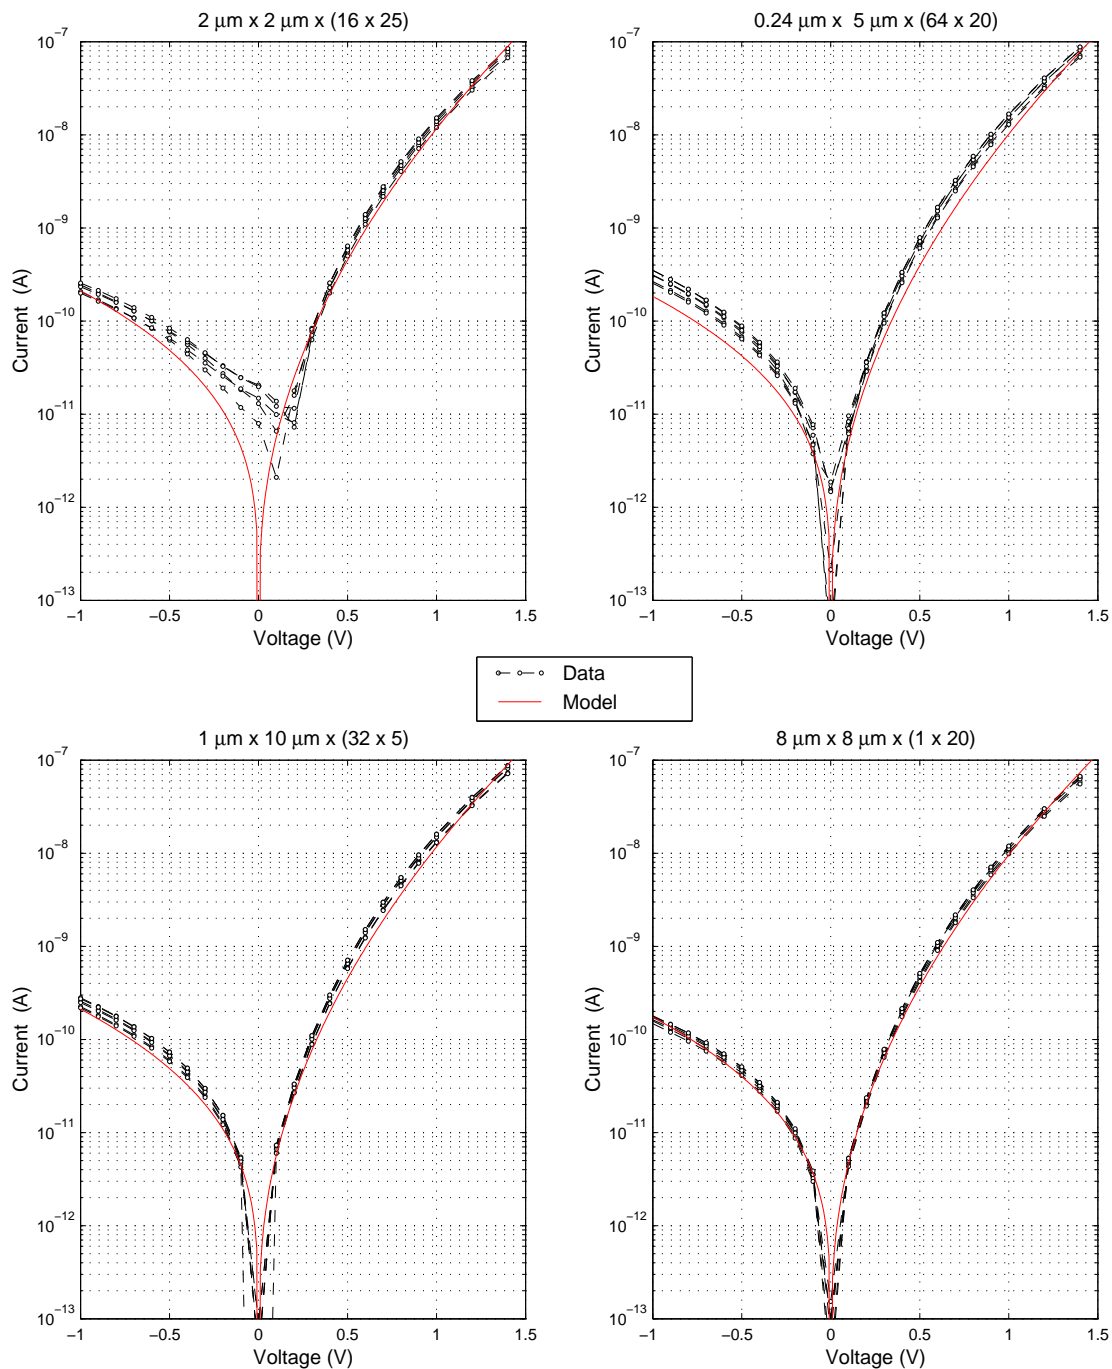 2 μm x 2 μm x (16 x 25)
10−7
10−8
10−9
10−10
10−11
10−12
10−13
Current (A)
−1 −0.5 0 0.5 1 1.5
Voltage (V)
0.24 μm x 5 μm x (64 x 20)
10−7
10−8
10−9
10−10
10−11
10−12
10−13
Current (A)
−1 −0.5 0 0.5 1 1.5
Voltage (V)
Data
Model
1 μm x 10 μm x (32 x 5)
10−7
10−8
10−9
10−10
10−11
10−12
10−13
Current (A)
−1 −0.5 0 0.5 1 1.5
Voltage (V)
8 μm x 8 μm x (1 x 20)
10−7
10−8
10−9
10−10
10−11
10−12
10−13
Current (A)
−1 −0.5 0 0.5 1 1.5
Voltage (V)